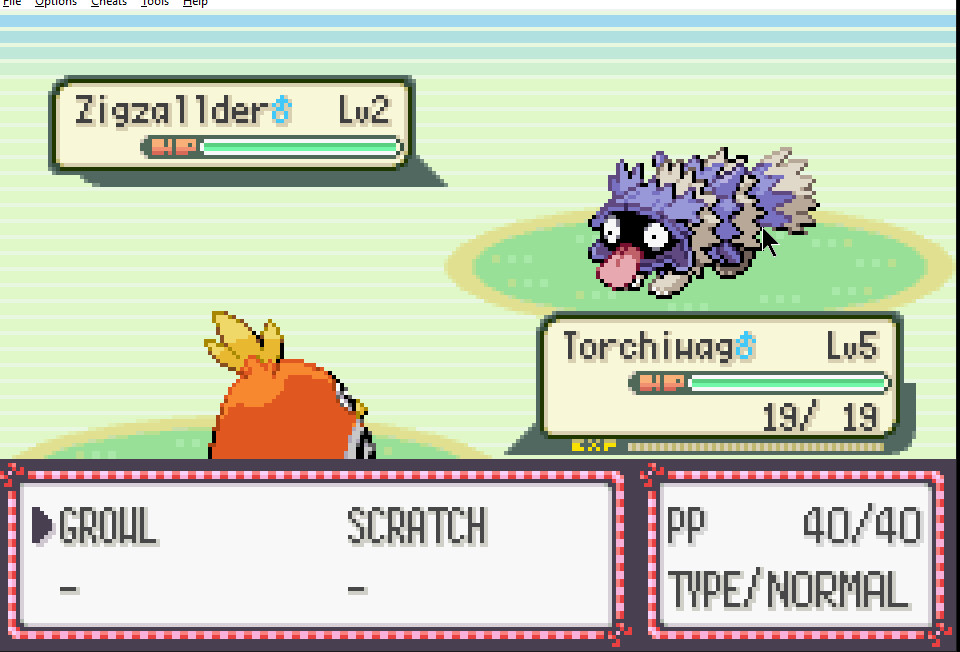 File Options Cheats Tools Help
Zigzallder♂ Lv2
HP
Torchiwag♂ Lv5
HP
19/ 19
EXP
▶GROWL SCRATCH PP 40/40
- - TYPE/NORMAL